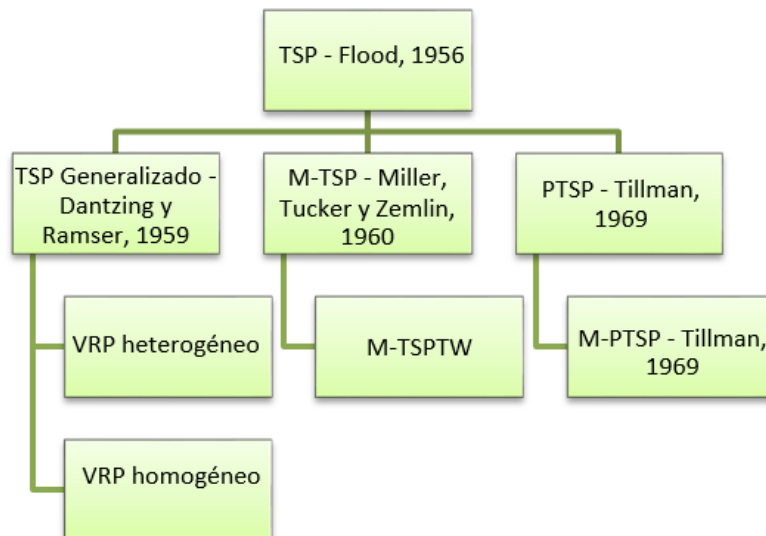 TSP - Flood, 1956
TSP Generalizado -
Dantzing y
Ramser, 1959
M-TSP - Miller,
Tucker y Zemlin,
1960
PTSP - Tillman,
1969
VRP heterogéneo
M-TSPTW
M-PTSP - Tillman,
1969
VRP homogéneo